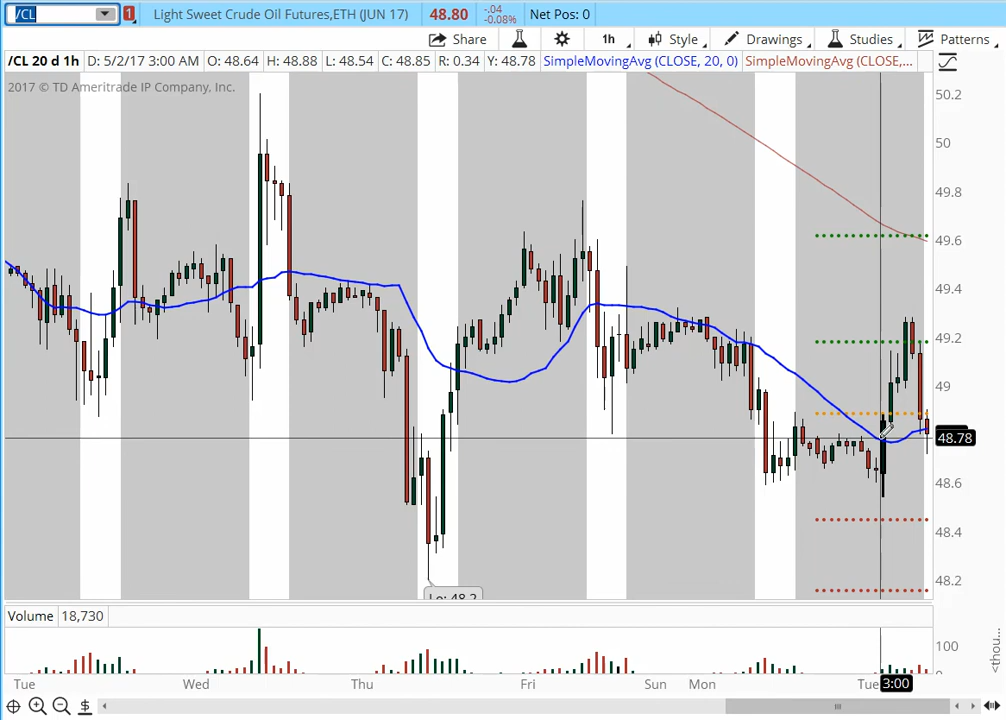 /CL 1 Light Sweet Crude Oil Futures,ETH (JUN 17) 48.80 -.04 -0.08% Net Pos: 0
Share 1h Style Drawings Studies Patterns
/CL 20 d 1h D: 5/2/17 3:00 AM O: 48.64 H: 48.88 L: 48.54 C: 48.85 R: 0.34 Y: 48.78 SimpleMovingAvg (CLOSE, 20, 0) SimpleMovingAvg (CLOSE,...
2017 © TD Ameritrade IP Company, Inc.
50.2
50
49.8
49.6
49.4
49.2
49
48.78
48.6
48.4
48.2
Lo: 48.2
Volume 18,730
100
0
<thou...
Tue Wed Thu Fri Sun Mon Tue 3:00
$